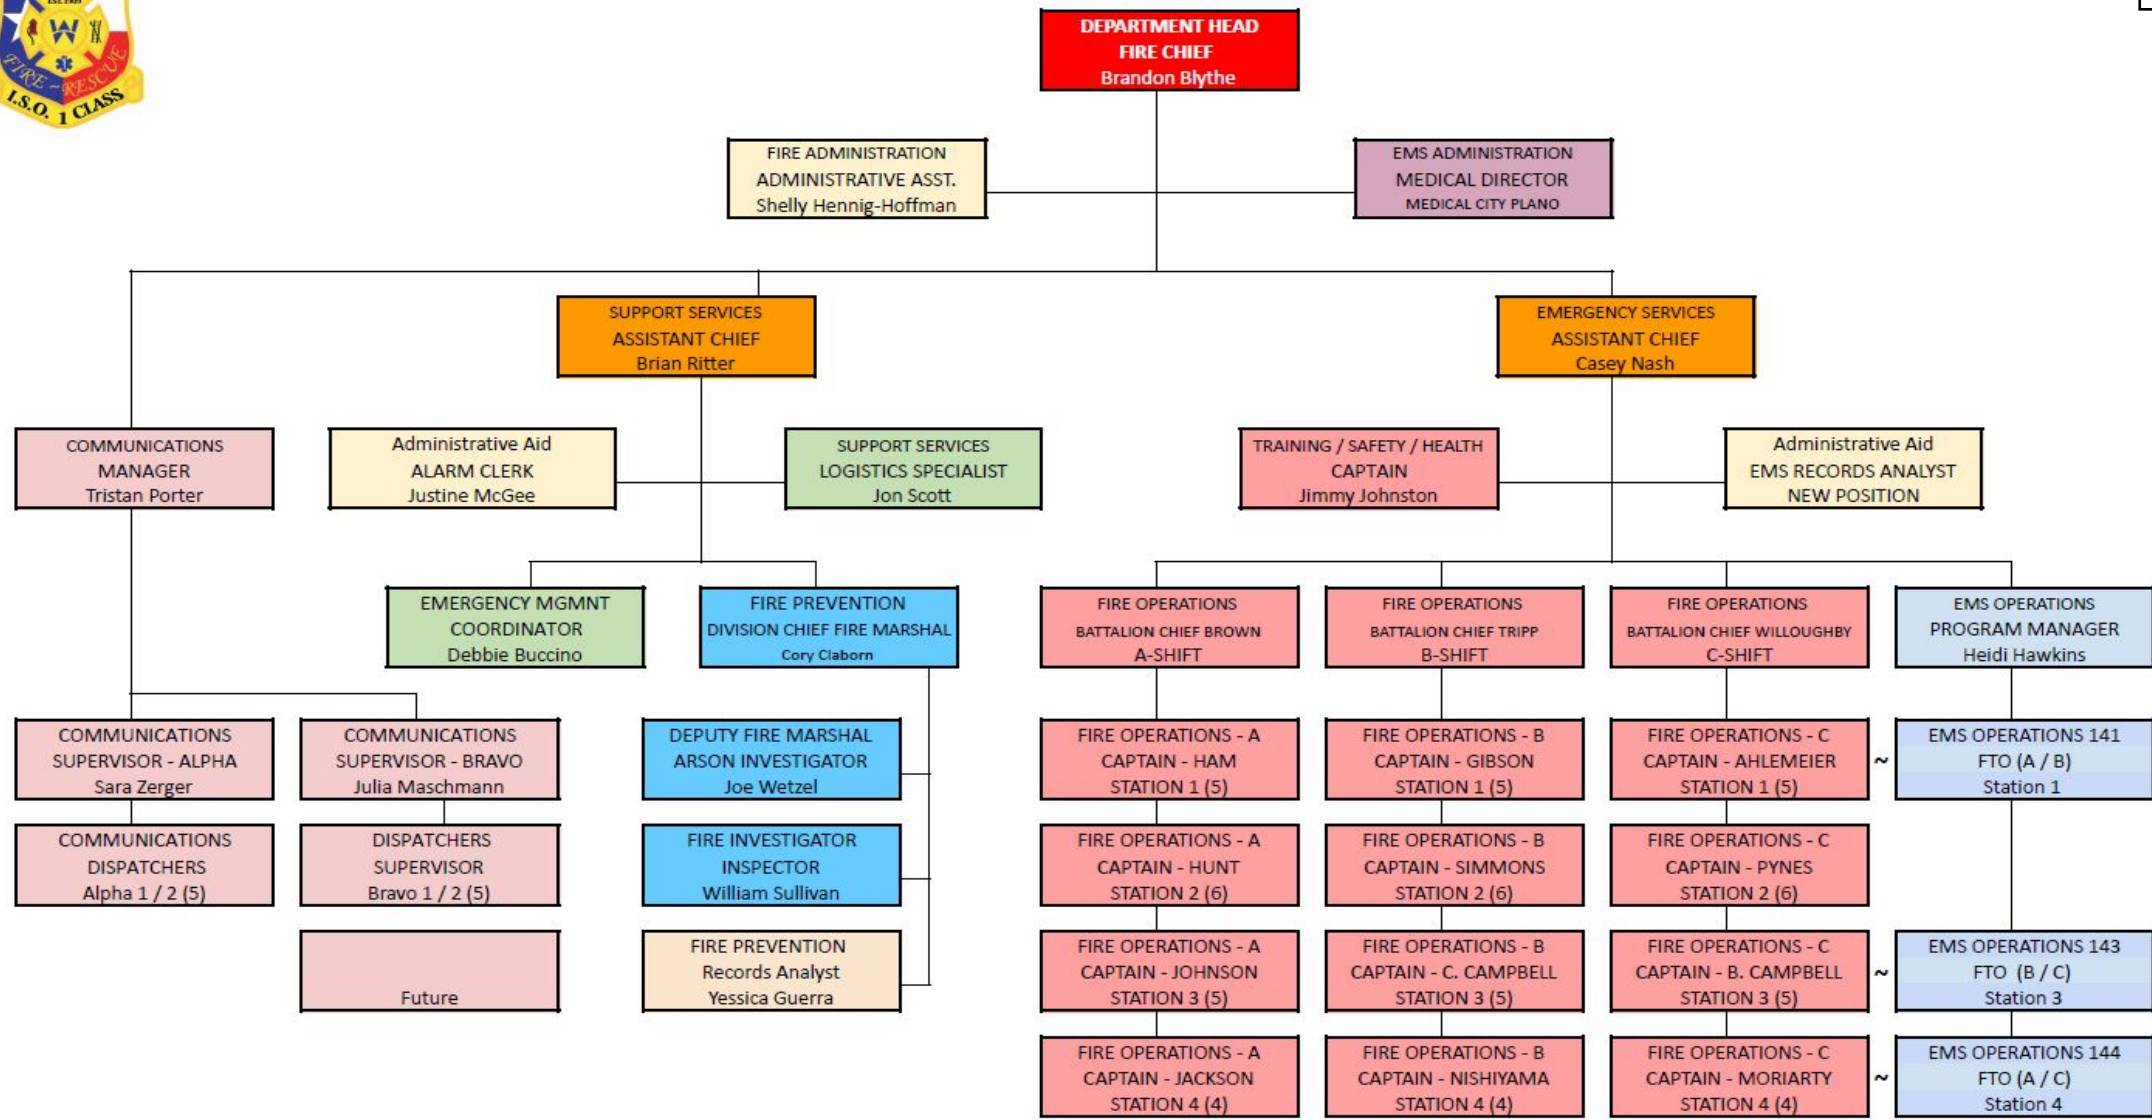 EST. 1909
W
FIRE ~ RESCUE
I.S.O. 1 CLASS
DEPARTMENT HEAD
FIRE CHIEF
Brandon Blythe
FIRE ADMINISTRATION
ADMINISTRATIVE ASST.
Shelly Hennig-Hoffman
EMS ADMINISTRATION
MEDICAL DIRECTOR
MEDICAL CITY PLANO
SUPPORT SERVICES
ASSISTANT CHIEF
Brian Ritter
EMERGENCY SERVICES
ASSISTANT CHIEF
Casey Nash
COMMUNICATIONS
MANAGER
Tristan Porter
Administrative Aid
ALARM CLERK
Justine McGee
SUPPORT SERVICES
LOGISTICS SPECIALIST
Jon Scott
TRAINING / SAFETY / HEALTH
CAPTAIN
Jimmy Johnston
Administrative Aid
EMS RECORDS ANALYST
NEW POSITION
EMERGENCY MGMNT
COORDINATOR
Debbie Buccino
FIRE PREVENTION
DIVISION CHIEF FIRE MARSHAL
Cory Claborn
FIRE OPERATIONS
BATTALION CHIEF BROWN
A-SHIFT
FIRE OPERATIONS
BATTALION CHIEF TRIPP
B-SHIFT
FIRE OPERATIONS
BATTALION CHIEF WILLOUGHBY
C-SHIFT
EMS OPERATIONS
PROGRAM MANAGER
Heidi Hawkins
COMMUNICATIONS
SUPERVISOR - ALPHA
Sara Zerger
COMMUNICATIONS
SUPERVISOR - BRAVO
Julia Maschmann
DEPUTY FIRE MARSHAL
ARSON INVESTIGATOR
Joe Wetzel
FIRE OPERATIONS - A
CAPTAIN - HAM
STATION 1 (5)
FIRE OPERATIONS - B
CAPTAIN - GIBSON
STATION 1 (5)
FIRE OPERATIONS - C
CAPTAIN - AHLEMEIER
STATION 1 (5)
~
EMS OPERATIONS 141
FTO (A / B)
Station 1
COMMUNICATIONS
DISPATCHERS
Alpha 1 / 2 (5)
DISPATCHERS
SUPERVISOR
Bravo 1 / 2 (5)
FIRE INVESTIGATOR
INSPECTOR
William Sullivan
FIRE OPERATIONS - A
CAPTAIN - HUNT
STATION 2 (6)
FIRE OPERATIONS - B
CAPTAIN - SIMMONS
STATION 2 (6)
FIRE OPERATIONS - C
CAPTAIN - PYNES
STATION 2 (6)
Future
FIRE PREVENTION
Records Analyst
Yessica Guerra
FIRE OPERATIONS - A
CAPTAIN - JOHNSON
STATION 3 (5)
FIRE OPERATIONS - B
CAPTAIN - C. CAMPBELL
STATION 3 (5)
FIRE OPERATIONS - C
CAPTAIN - B. CAMPBELL
STATION 3 (5)
~
EMS OPERATIONS 143
FTO (B / C)
Station 3
FIRE OPERATIONS - A
CAPTAIN - JACKSON
STATION 4 (4)
FIRE OPERATIONS - B
CAPTAIN - NISHIYAMA
STATION 4 (4)
FIRE OPERATIONS - C
CAPTAIN - MORIARTY
STATION 4 (4)
~
EMS OPERATIONS 144
FTO (A / C)
Station 4